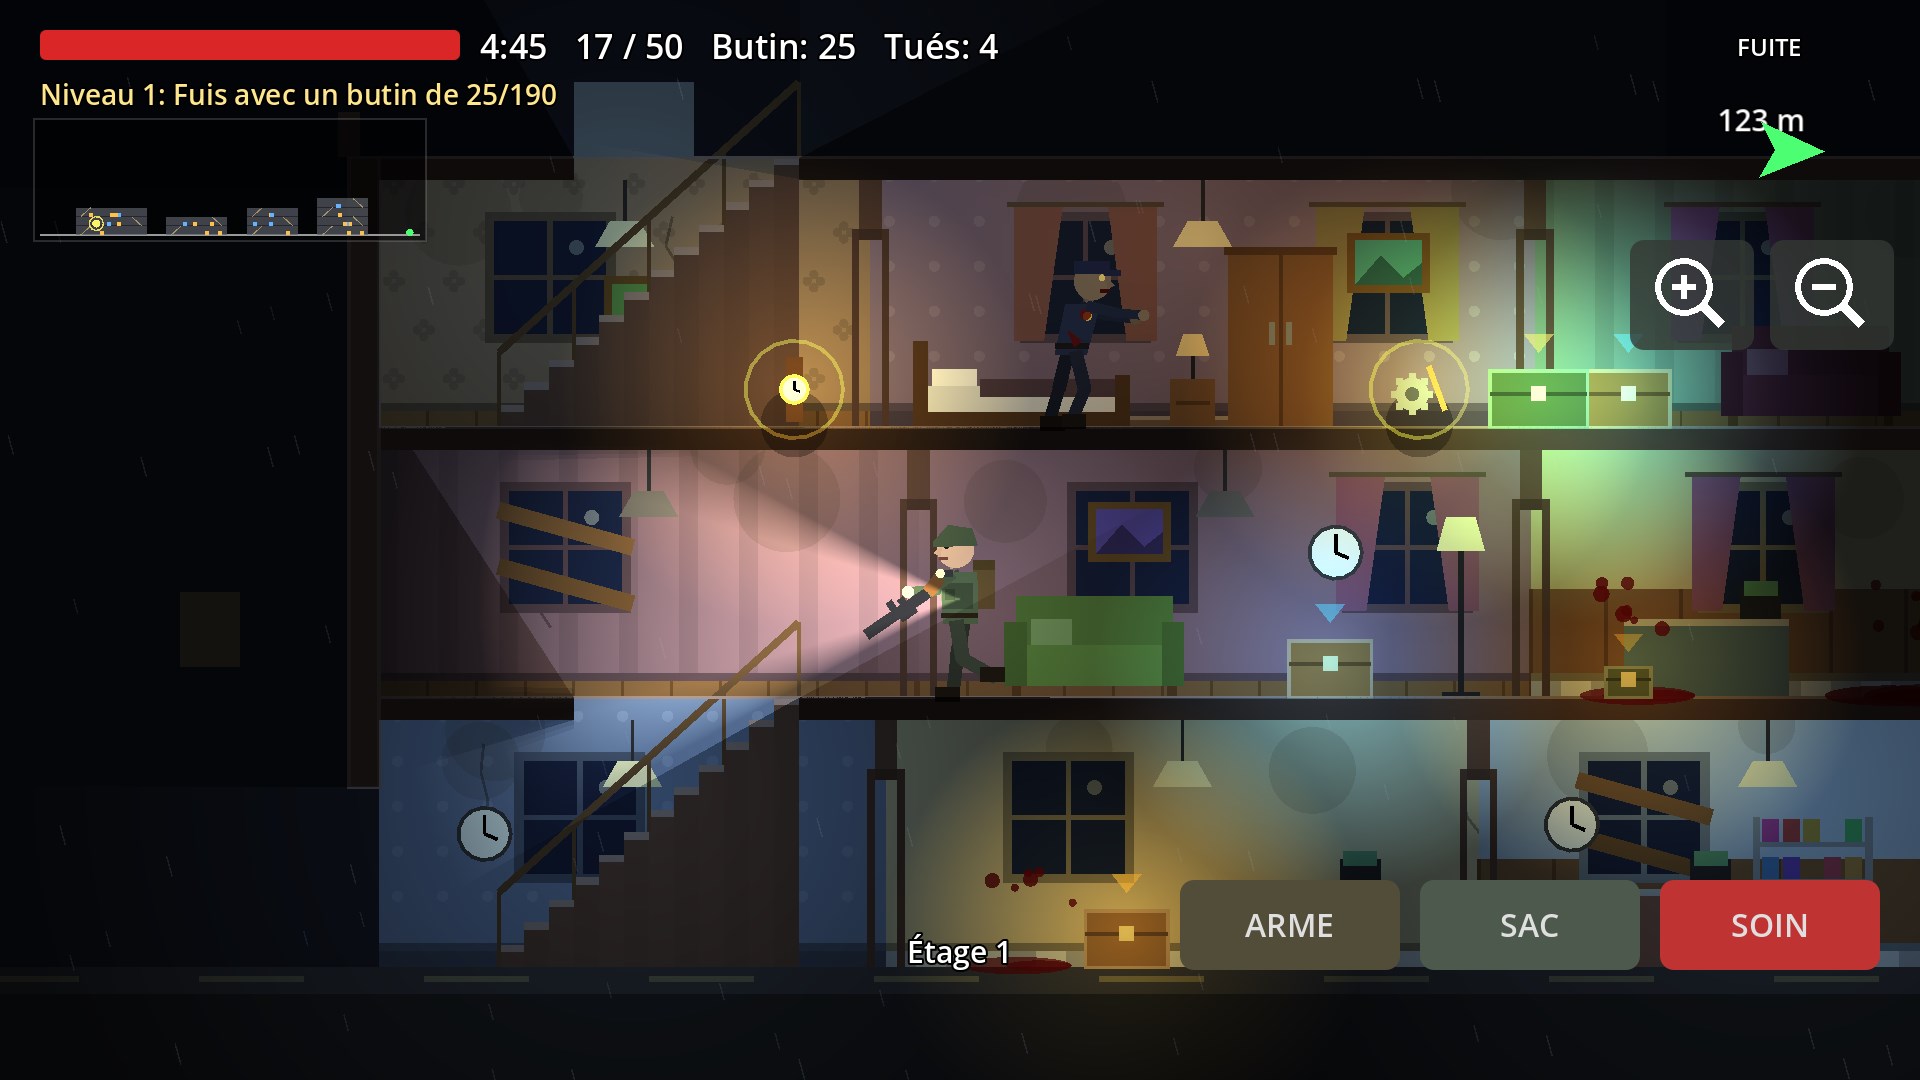 4:45 17 / 50 Butin: 25 Tués: 4
FUITE
Niveau 1: Fuis avec un butin de 25/190
123 m
Étage 1
ARME
SAC
SOIN